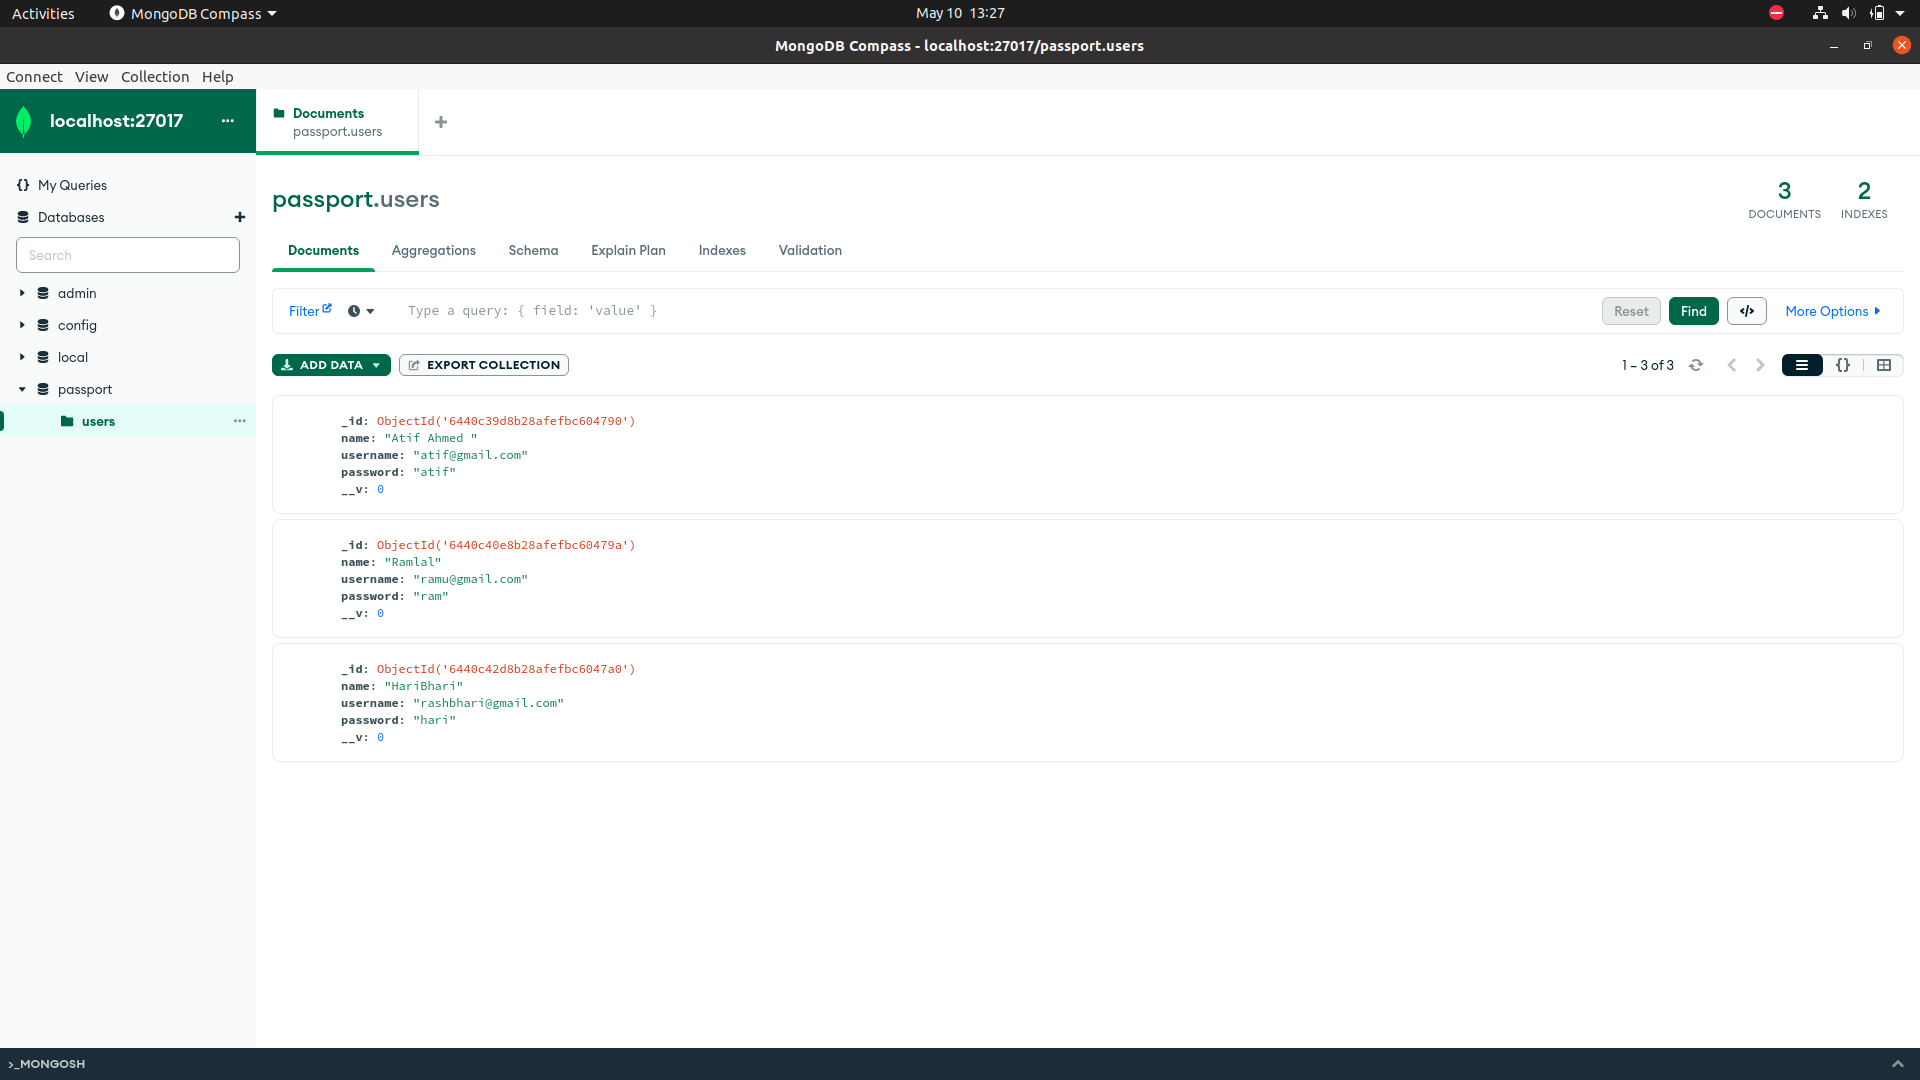 Activities MongoDB Compass May 10 13:27
MongoDB Compass - localhost:27017/passport.users
Connect View Collection Help
localhost:27017 ...
Documents
passport.users
+
{} My Queries
Databases +
Search
admin
config
local
passport
users ...
passport.users
3
DOCUMENTS
2
INDEXES
Documents Aggregations Schema Explain Plan Indexes Validation
Filter Type a query: { field: 'value' } Reset Find </> More Options
ADD DATA EXPORT COLLECTION 1 – 3 of 3 {}
_id: ObjectId('6440c39d8b28afefbc604790')
name: "Atif Ahmed "
username: "atif@gmail.com"
password: "atif"
__v: 0
_id: ObjectId('6440c40e8b28afefbc60479a')
name: "Ramlal"
username: "ramu@gmail.com"
password: "ram"
__v: 0
_id: ObjectId('6440c42d8b28afefbc6047a0')
name: "HariBhari"
username: "rashbhari@gmail.com"
password: "hari"
__v: 0
>_MONGOSH